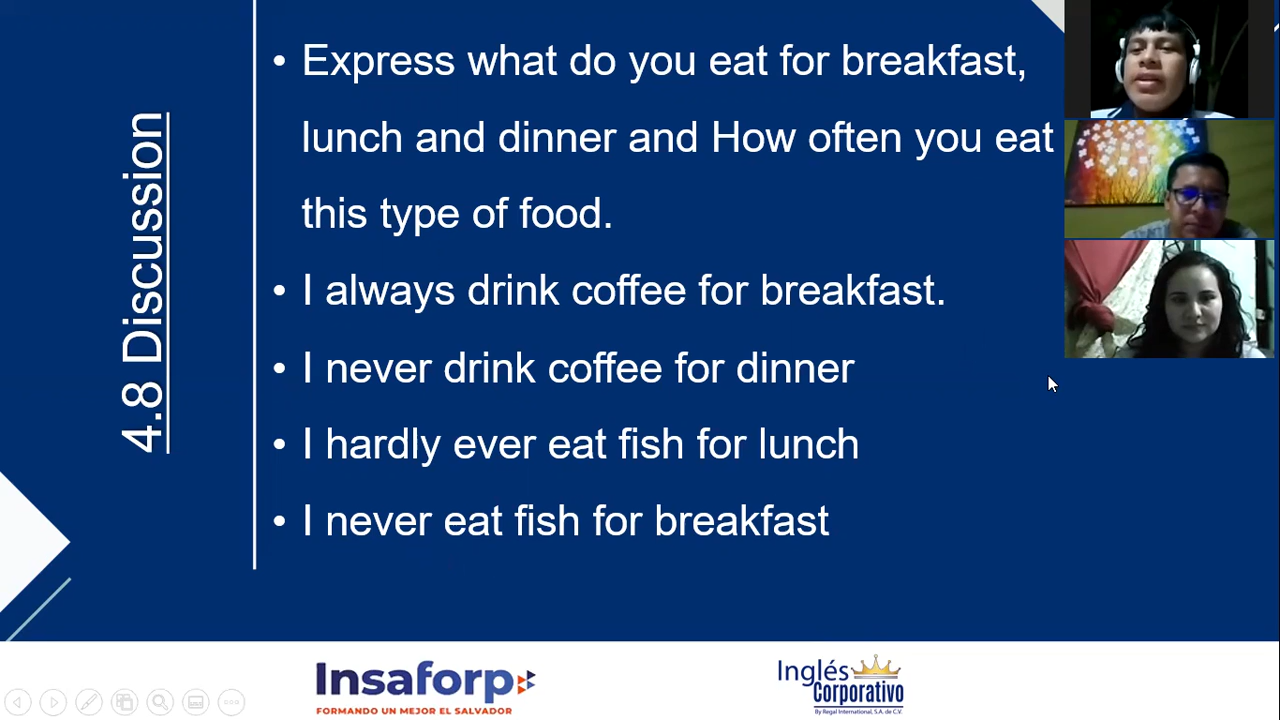 4.8 Discussion
• Express what do you eat for breakfast,
lunch and dinner and How often you eat
this type of food.
• I always drink coffee for breakfast.
• I never drink coffee for dinner
• I hardly ever eat fish for lunch
• I never eat fish for breakfast
Insaforp
FORMANDO UN MEJOR EL SALVADOR
Inglés
Corporativo
By Regal International, S.A. de C.V.